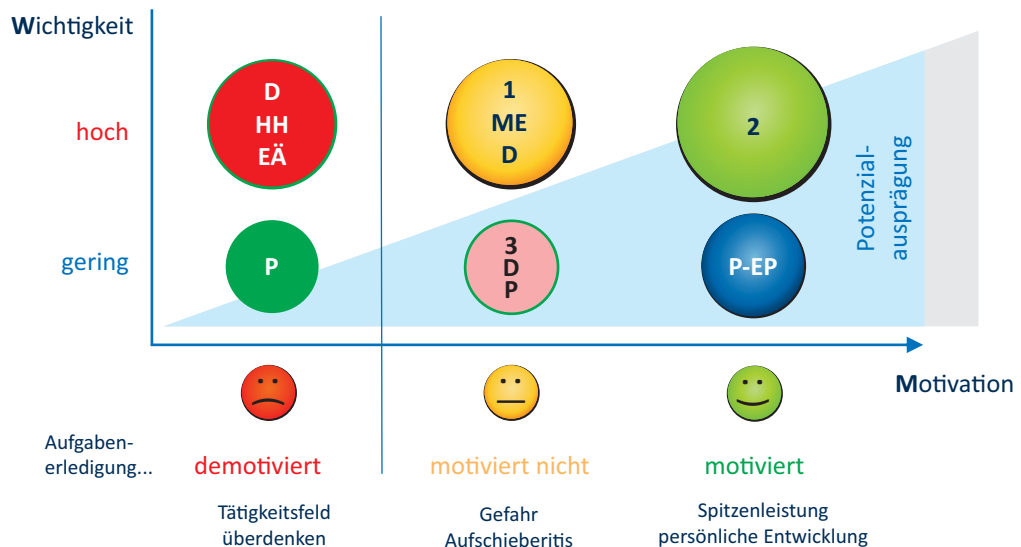 Wichtigkeit
hoch
D
HH
EÄ
1
ME
D
2
gering
P
3
D
P
P-EP
Potenzial-
ausprägung
Motivation
Aufgaben-
erledigung...
demotiviert
motiviert nicht
motiviert
Tätigkeitsfeld
überdenken
Gefahr
Aufschieberitis
Spitzenleistung
persönliche Entwicklung